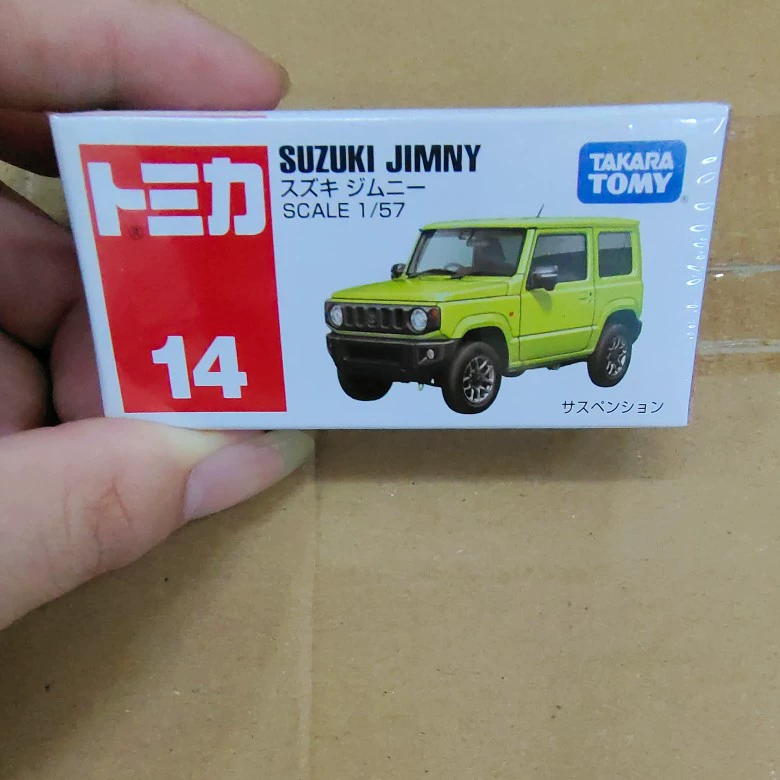 トミカ
®
14
SUZUKI JIMNY
スズキ ジムニー
SCALE 1/57
TAKARA
TOMY
®
サスペンション